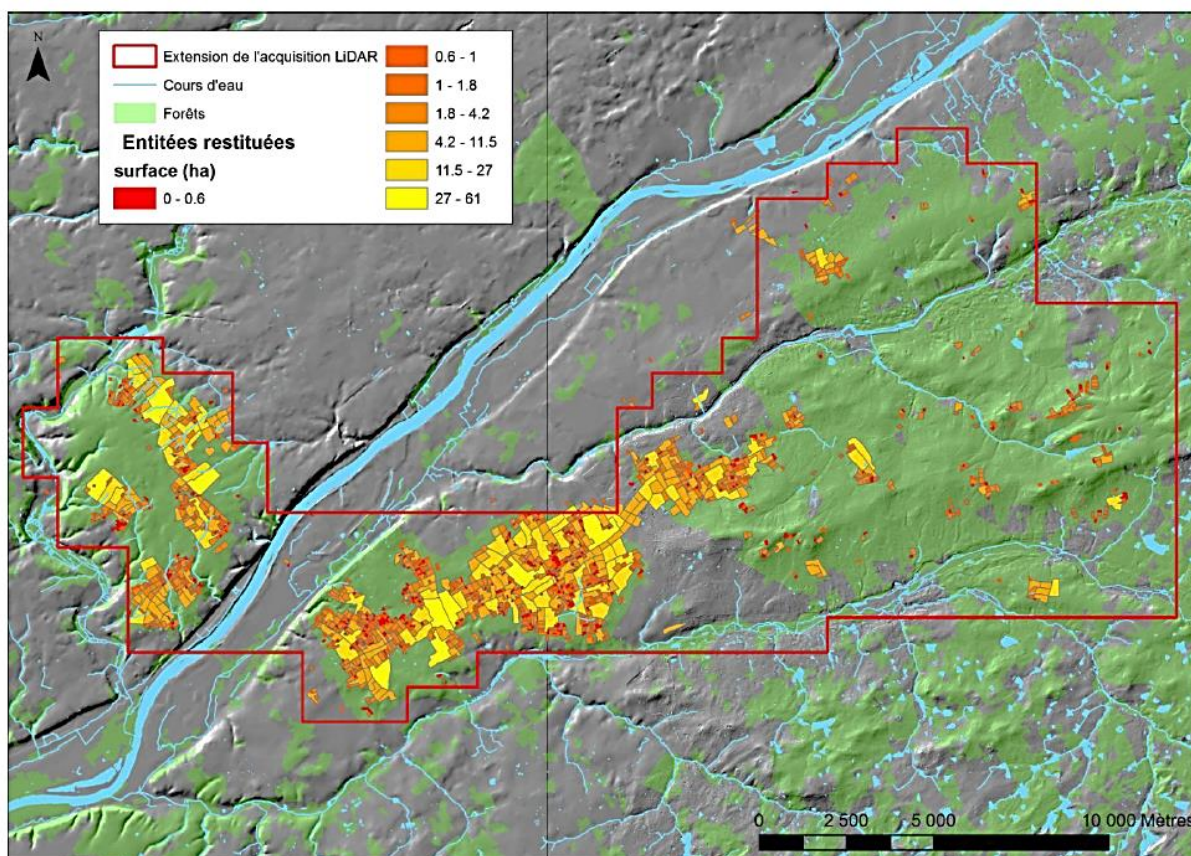 N
Extension de l'acquisition LiDAR
Cours d'eau
Forêts
Entitées restituées
surface (ha)
0 - 0.6
0.6 - 1
1 - 1.8
1.8 - 4.2
4.2 - 11.5
11.5 - 27
27 - 61
0 2 500 5 000 10 000 Mètres